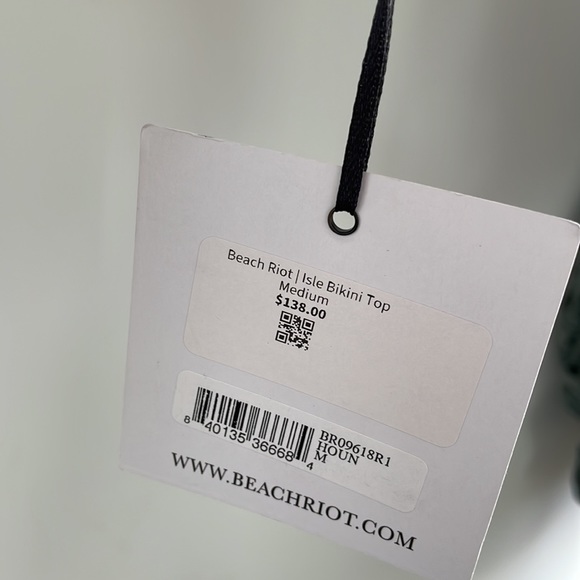 Beach Riot | Isle Bikini Top
Medium
$138.00
8 40135 36668 4
BR09618R1
HOUN
M
WWW.BEACHRIOT.COM